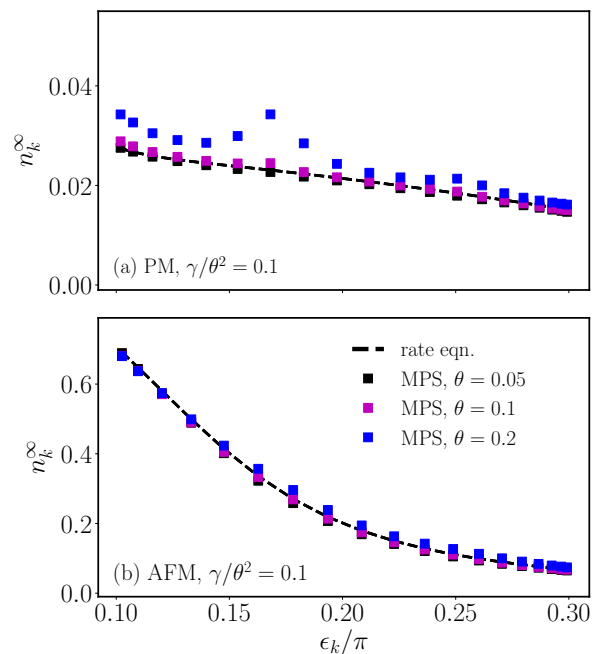 0.04
0.02
0.00
n_k^∞
(a) PM, γ/θ² = 0.1
0.6
0.4
0.2
0.0
n_k^∞
rate eqn.
MPS, θ = 0.05
MPS, θ = 0.1
MPS, θ = 0.2
(b) AFM, γ/θ² = 0.1
0.10 0.15 0.20 0.25 0.30
ϵ_k/π